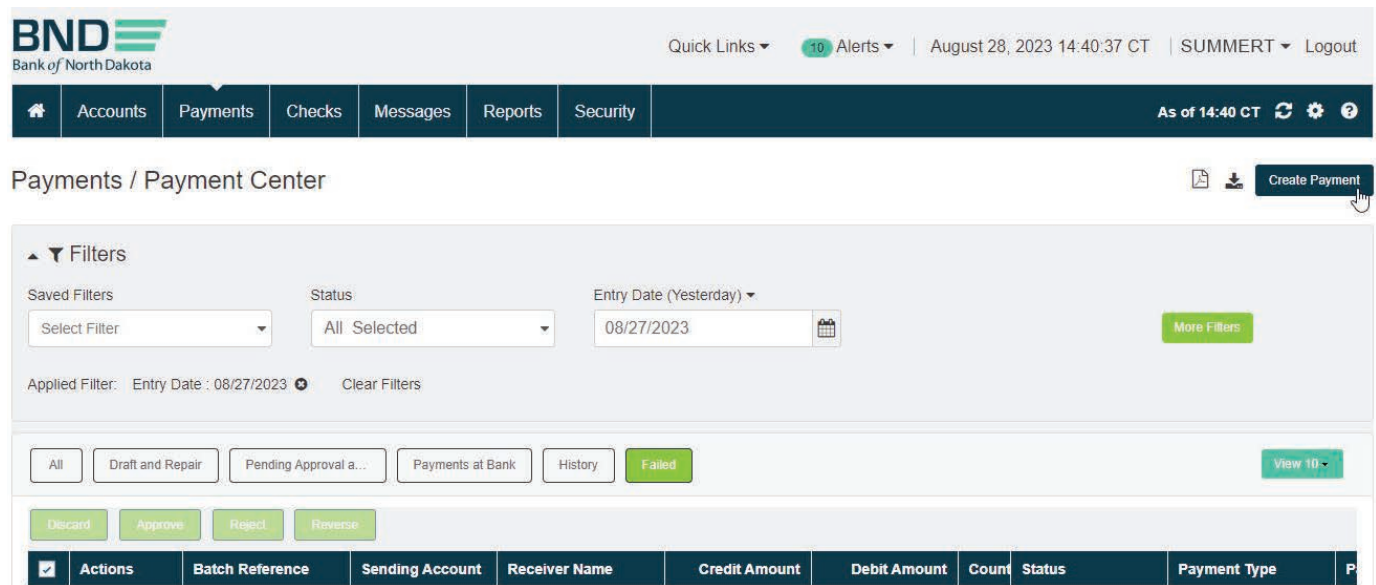 BND
Bank of North Dakota
Quick Links
10 Alerts
August 28, 2023 14:40:37 CT
SUMMERT
Logout
Accounts
Payments
Checks
Messages
Reports
Security
As of 14:40 CT
Payments / Payment Center
Create Payment
Filters
Saved Filters
Status
Entry Date (Yesterday)
Select Filter
All Selected
08/27/2023
More Filters
Applied Filter: Entry Date : 08/27/2023
Clear Filters
All
Draft and Repair
Pending Approval a...
Payments at Bank
History
Failed
View 10
Discard
Approve
Reject
Reverse
Actions
Batch Reference
Sending Account
Receiver Name
Credit Amount
Debit Amount
Count
Status
Payment Type